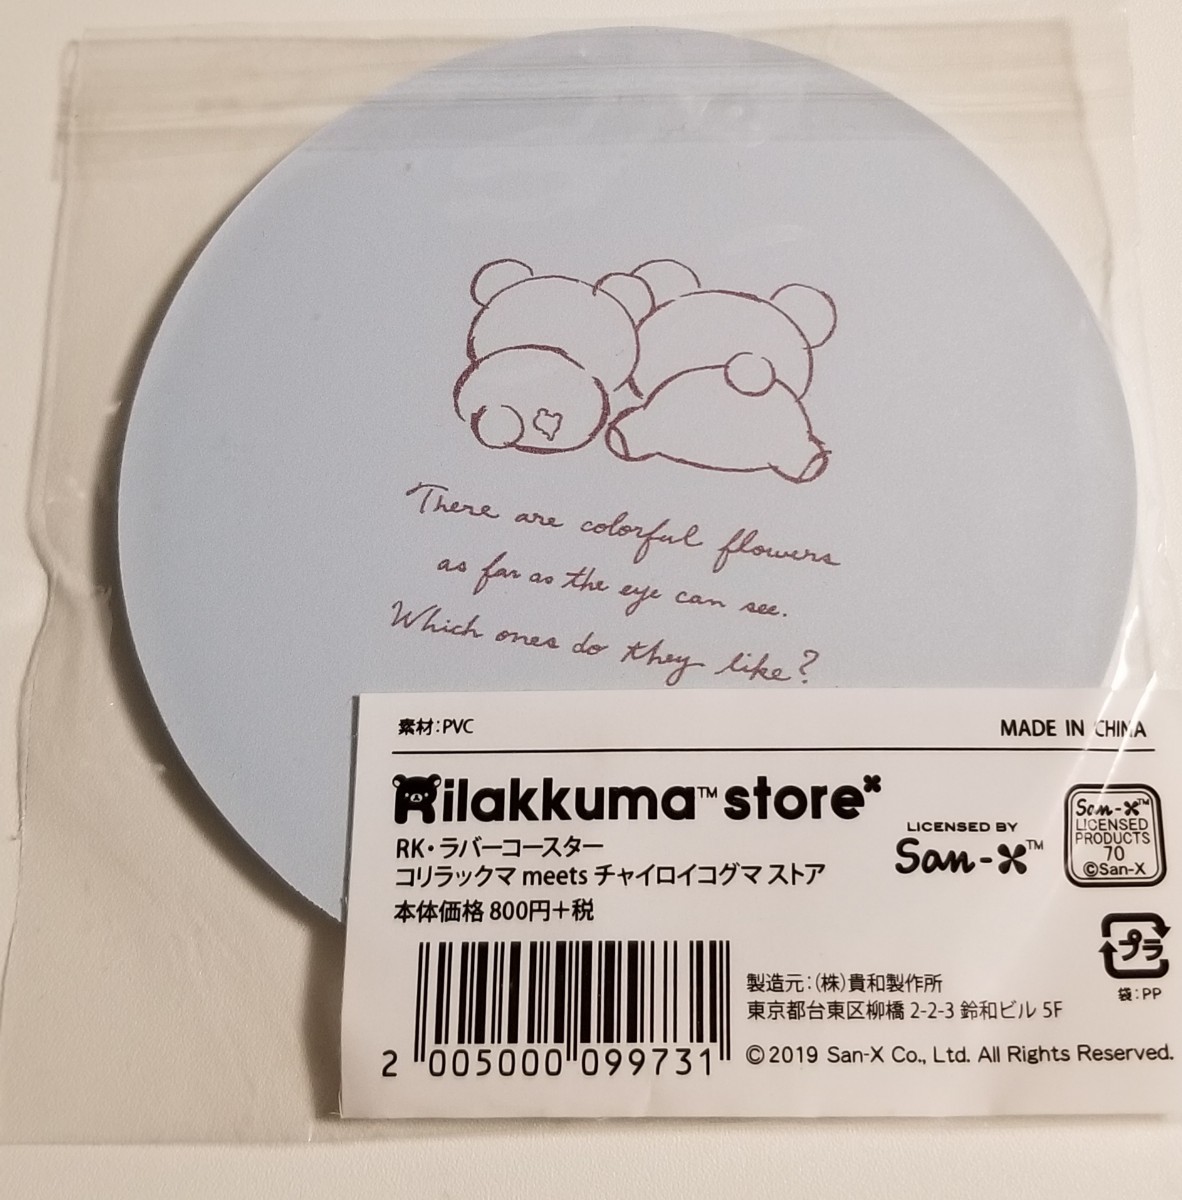 There are colorful flowers
as far as the eye can see.
Which ones do they like?
素材：PVC
MADE IN CHINA
Rilakkuma™ store
RK・ラバーコースター
コリラックマ meets チャイロイコグマ ストア
本体価格 800円＋税
LICENSED BY
San-X™
San-X™
LICENSED
PRODUCTS
70
©San-X
プラ
袋：PP
製造元：（株）貴和製作所
東京都台東区柳橋 2-2-3 鈴和ビル 5F
2 005000 099731
©2019 San-X Co., Ltd. All Rights Reserved.